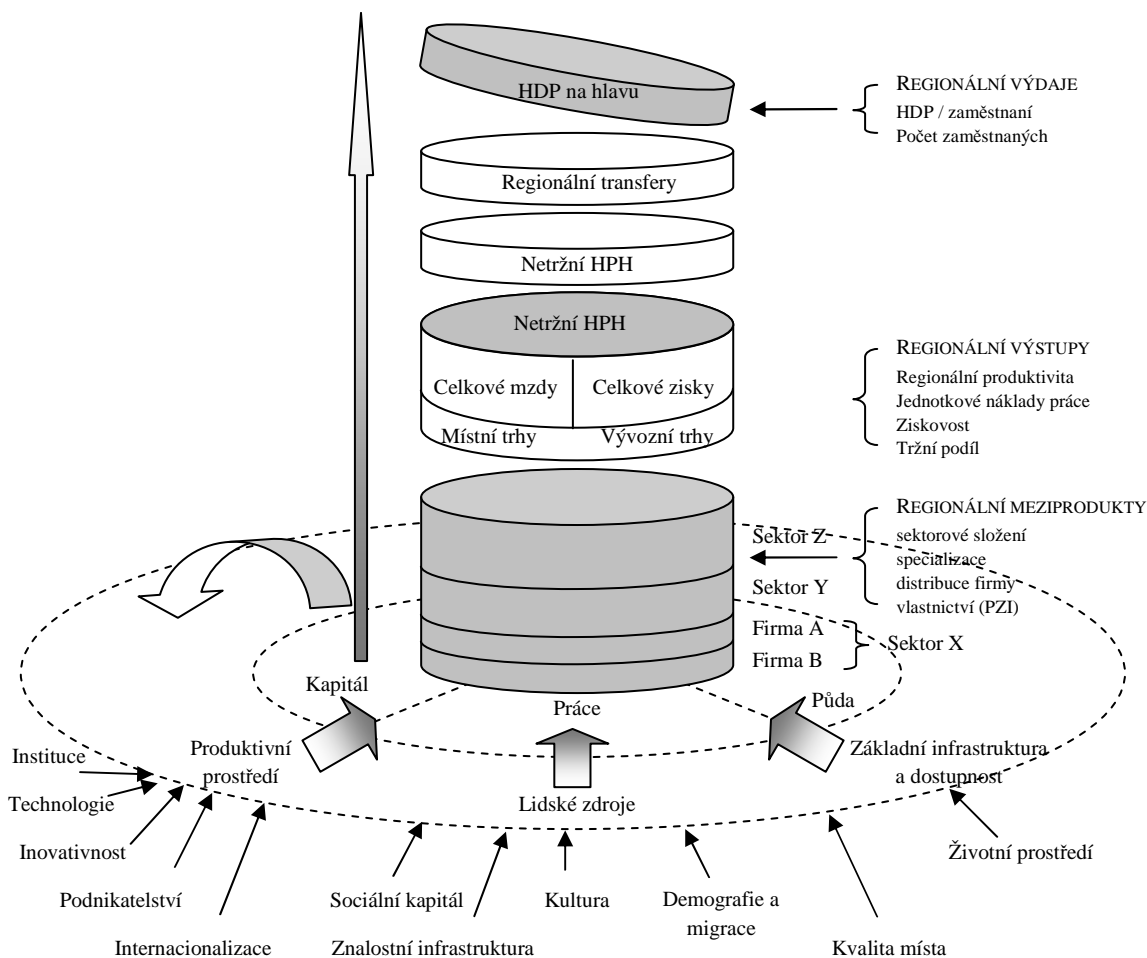 HDP na hlavu
REGIONÁLNÍ VÝDAJE
HDP / zaměstnaní
Počet zaměstnaných
Regionální transfery
Netržní HPH
Netržní HPH
Celkové mzdy
Celkové zisky
Místní trhy
Vývozní trhy
REGIONÁLNÍ VÝSTUPY
Regionální produktivita
Jednotkové náklady práce
Ziskovost
Tržní podíl
REGIONÁLNÍ MEZIPRODUKTY
sektorové složení
specializace
distribuce firmy
vlastnictví (PZI)
Sektor Z
Sektor Y
Firma A
Firma B
Sektor X
Kapitál
Práce
Půda
Produktivní
prostředí
Lidské zdroje
Základní infrastruktura
a dostupnost
Instituce
Technologie
Inovativnost
Podnikatelství
Internacionalizace
Sociální kapitál
Znalostní infrastruktura
Kultura
Demografie a
migrace
Kvalita místa
Životní prostředí